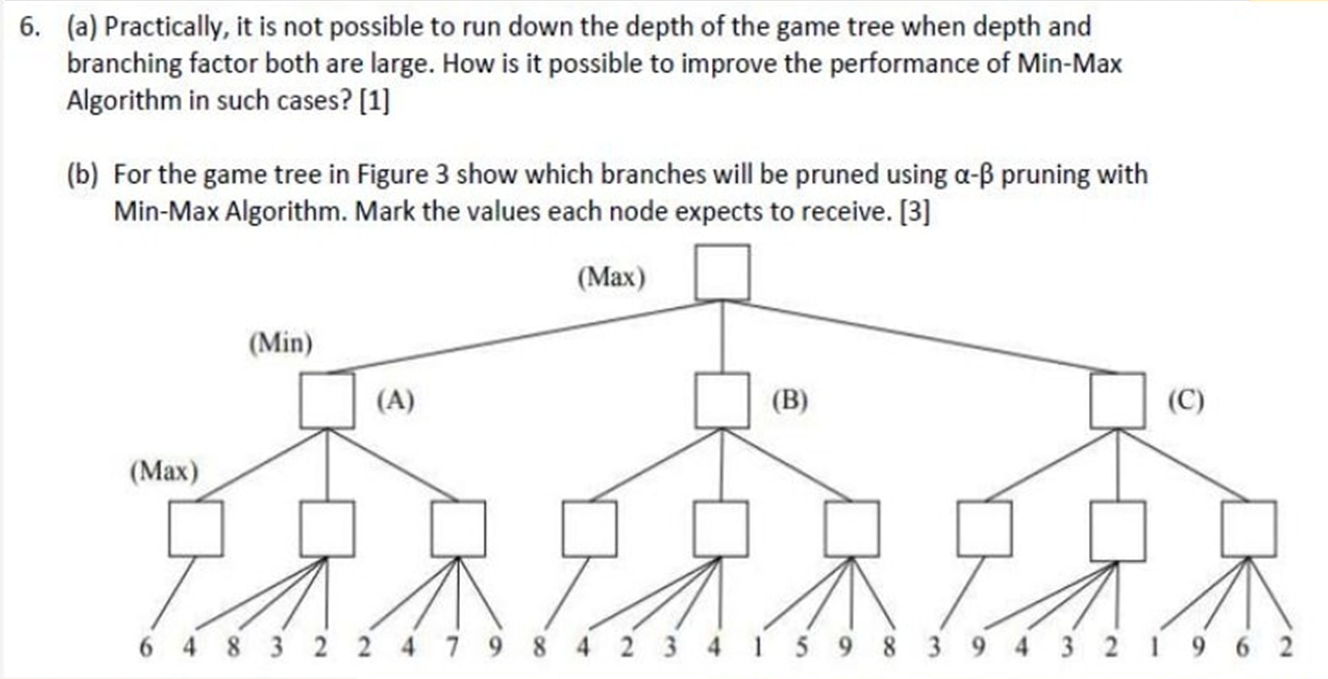 6. (a) Practically, it is not possible to run down the depth of the game tree when depth and
branching factor both are large. How is it possible to improve the performance of Min-Max
Algorithm in such cases? [1]
(b) For the game tree in Figure 3 show which branches will be pruned using α-β pruning with
Min-Max Algorithm. Mark the values each node expects to receive. [3]
(Max)
(Min)
(A) (B) (C)
(Max)
6 4 8 3 2 2 4 7 9 8 4 2 3 4 1 5 9 8 3 9 4 3 2 1 9 6 2